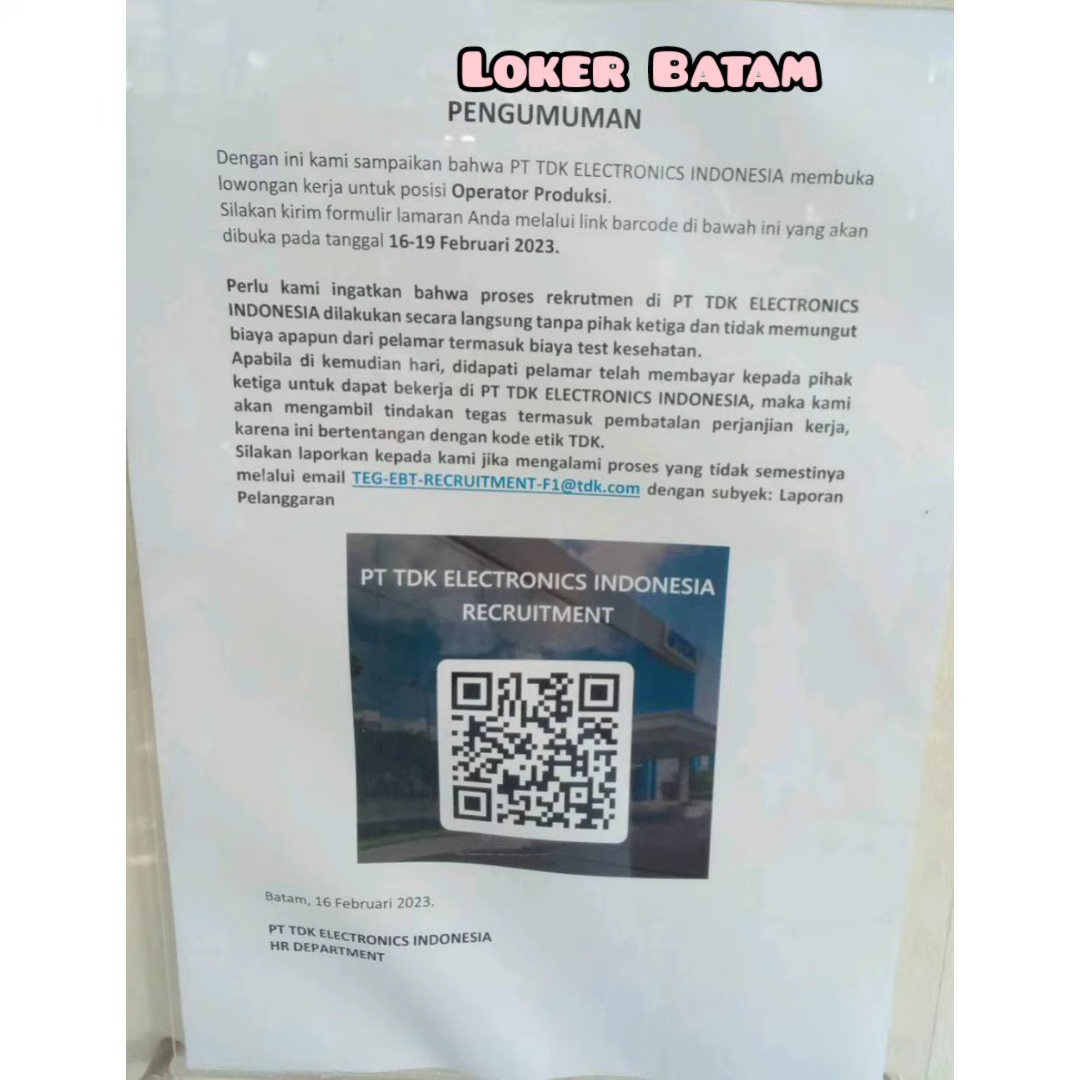 LOKER BATAM
PENGUMUMAN
Dengan ini kami sampaikan bahwa PT TDK ELECTRONICS INDONESIA membuka
lowongan kerja untuk posisi Operator Produksi.
Silakan kirim formulir lamaran Anda melalui link barcode di bawah ini yang akan
dibuka pada tanggal 16-19 Februari 2023.
Perlu kami ingatkan bahwa proses rekrutmen di PT TDK ELECTRONICS
INDONESIA dilakukan secara langsung tanpa pihak ketiga dan tidak memungut
biaya apapun dari pelamar termasuk biaya test kesehatan.
Apabila di kemudian hari, didapati pelamar telah membayar kepada pihak
ketiga untuk dapat bekerja di PT TDK ELECTRONICS INDONESIA, maka kami
akan mengambil tindakan tegas termasuk pembatalan perjanjian kerja,
karena ini bertentangan dengan kode etik TDK.
Silakan laporkan kepada kami jika mengalami proses yang tidak semestinya
melalui email TEG-EBT-RECRUITMENT-F1@tdk.com dengan subyek: Laporan
Pelanggaran
PT TDK ELECTRONICS INDONESIA
RECRUITMENT
Batam, 16 Februari 2023.
PT TDK ELECTRONICS INDONESIA
HR DEPARTMENT